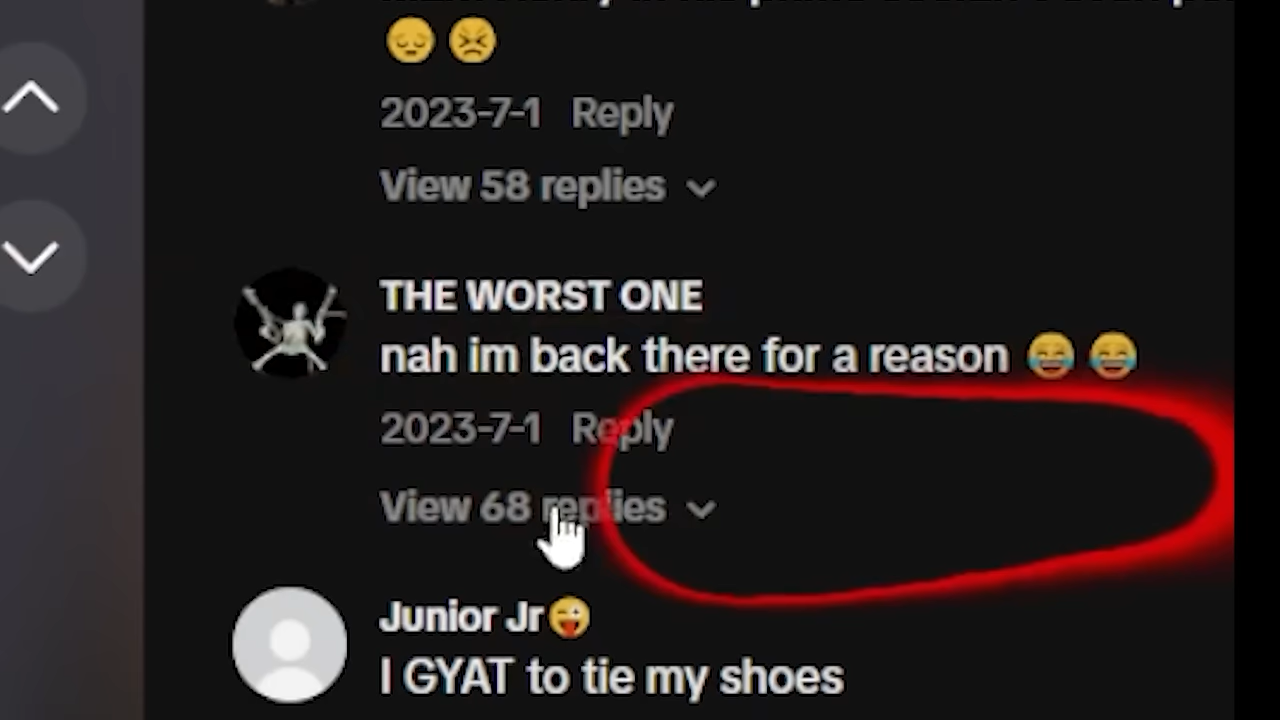 😔 😣
2023-7-1 Reply
View 58 replies
THE WORST ONE
nah im back there for a reason 😂 😂
2023-7-1 Reply
View 68 replies
Junior Jr😜
I GYAT to tie my shoes